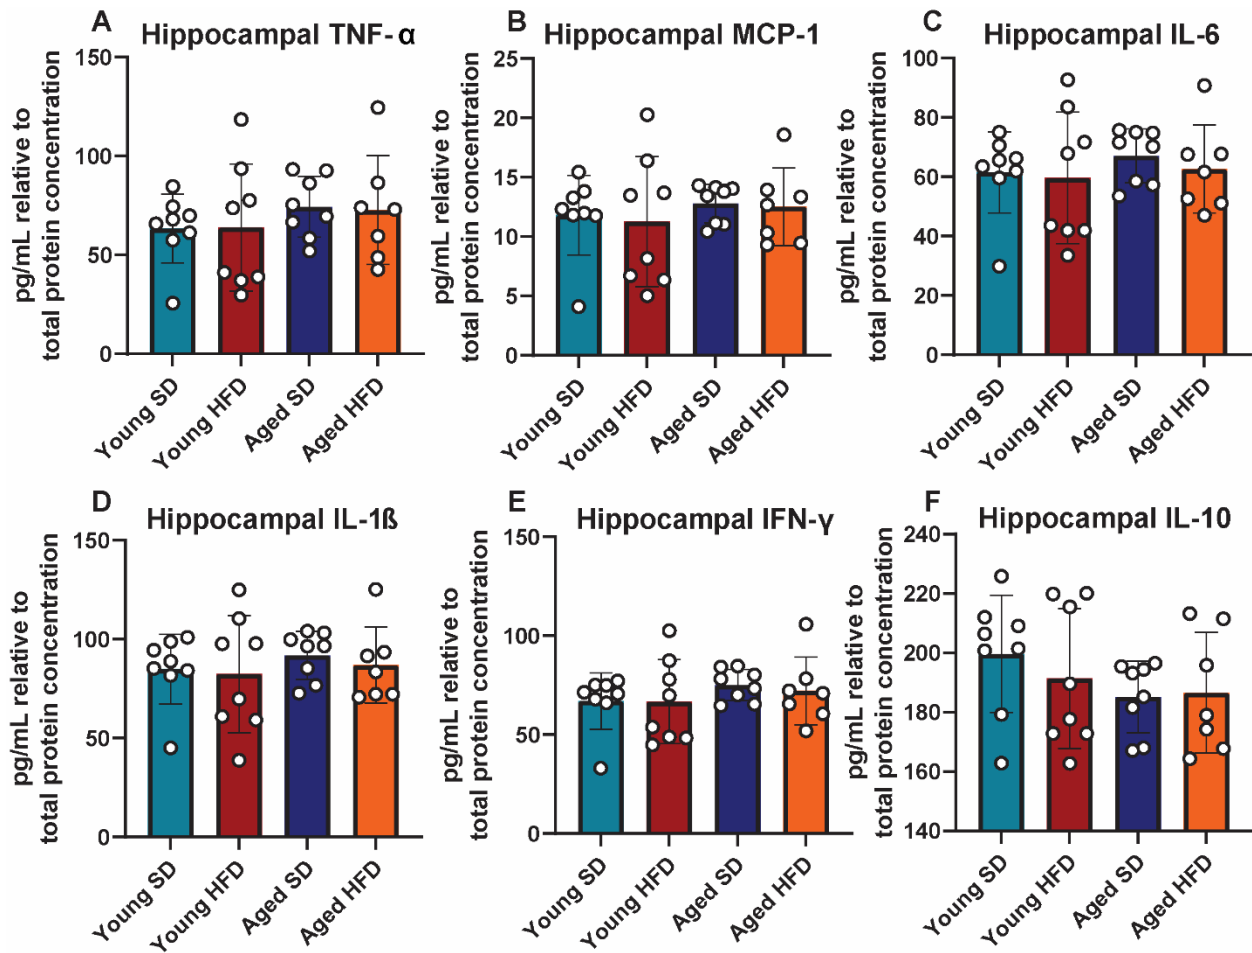 A
Hippocampal TNF- α
pg/mL relative to
total protein concentration
150
100
50
0
Young SD
Young HFD
Aged SD
Aged HFD
B
Hippocampal MCP-1
pg/mL relative to
total protein concentration
25
20
15
10
5
0
Young SD
Young HFD
Aged SD
Aged HFD
C
Hippocampal IL-6
pg/mL relative to
total protein concentration
100
80
60
40
20
0
Young SD
Young HFD
Aged SD
Aged HFD
D
Hippocampal IL-1ß
pg/mL relative to
total protein concentration
150
100
50
0
Young SD
Young HFD
Aged SD
Aged HFD
E
Hippocampal IFN-γ
pg/mL relative to
total protein concentration
150
100
50
0
Young SD
Young HFD
Aged SD
Aged HFD
F
Hippocampal IL-10
pg/mL relative to
total protein concentration
240
220
200
180
160
140
Young SD
Young HFD
Aged SD
Aged HFD